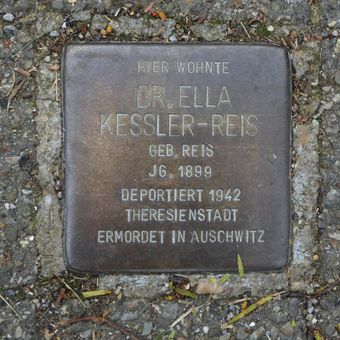 HIER WOHNTE
DR. ELLA
KESSLER-REIS
GEB. REIS
JG. 1899
DEPORTIERT 1942
THERESIENSTADT
ERMORDET IN AUSCHWITZ